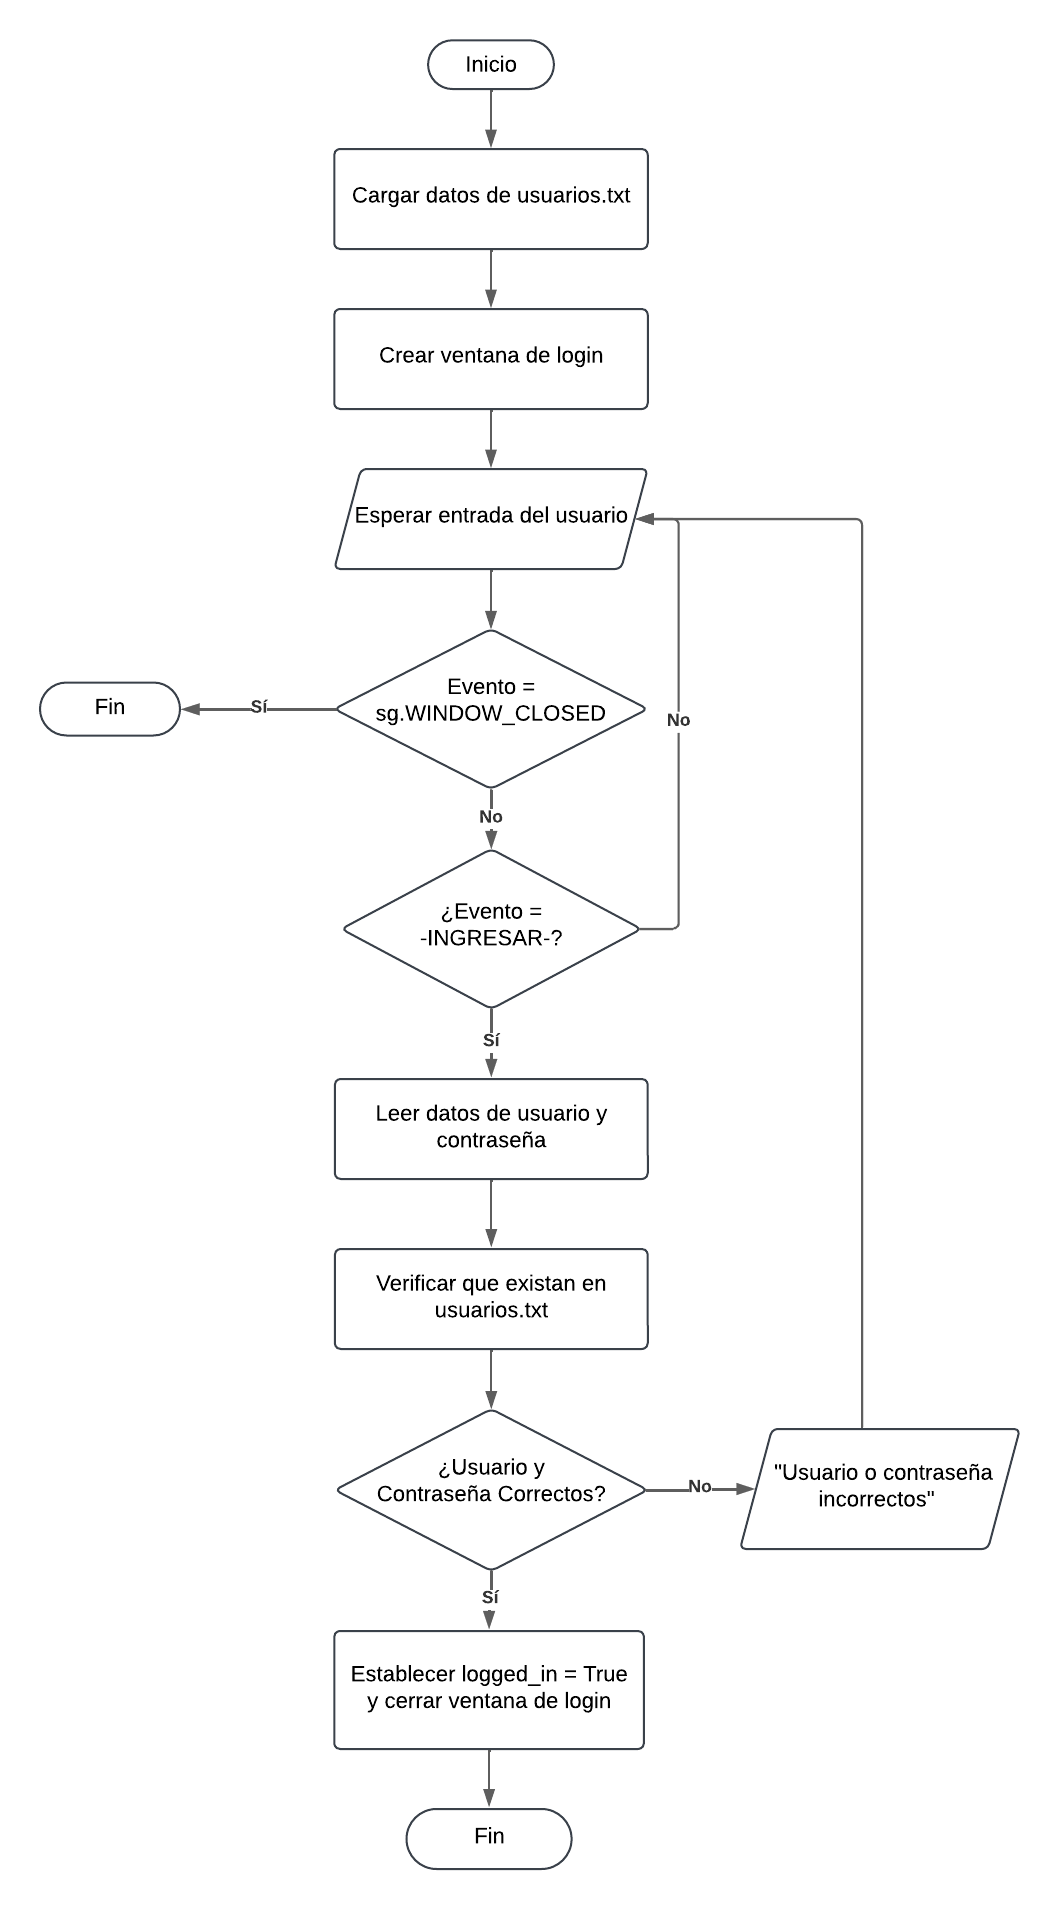 Inicio
Cargar datos de usuarios.txt
Crear ventana de login
Esperar entrada del usuario
Evento =
sg.WINDOW_CLOSED
Sí
Fin
No
No
¿Evento =
-INGRESAR-?
Sí
Leer datos de usuario y
contraseña
Verificar que existan en
usuarios.txt
¿Usuario y
Contraseña Correctos?
No
"Usuario o contraseña
incorrectos"
Sí
Establecer logged_in = True
y cerrar ventana de login
Fin